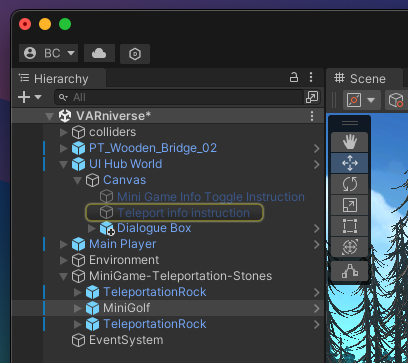 BC
Hierarchy
Scene
All
VARniverse*
colliders
PT_Wooden_Bridge_02
UI Hub World
Canvas
Mini Game Info Toggle Instruction
Teleport Info instruction
Dialogue Box
Main Player
Environment
MiniGame-Teleportation-Stones
TeleportationRock
MiniGolf
TeleportationRock
EventSystem